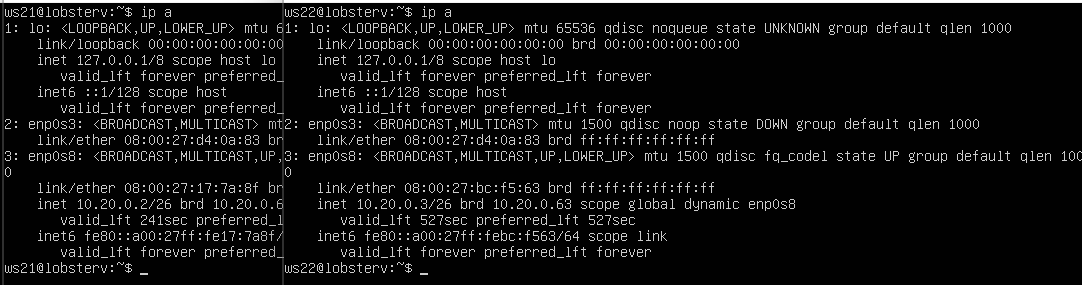 ws21@lobsterv:~$ ip a
1: lo: <LOOPBACK,UP,LOWER_UP> mtu 6
    link/loopback 00:00:00:00:00:00
    inet 127.0.0.1/8 scope host lo
       valid_lft forever preferred_
    inet6 ::1/128 scope host
       valid_lft forever preferred_
2: enp0s3: <BROADCAST,MULTICAST> mt
    link/ether 08:00:27:d4:0a:83 br
3: enp0s8: <BROADCAST,MULTICAST,UP,
0
    link/ether 08:00:27:17:7a:8f br
    inet 10.20.0.2/26 brd 10.20.0.6
       valid_lft 241sec preferred_l
    inet6 fe80::a00:27ff:fe17:7a8f/
       valid_lft forever preferred_
ws21@lobsterv:~$ _
ws22@lobsterv:~$ ip a
1: lo: <LOOPBACK,UP,LOWER_UP> mtu 65536 qdisc noqueue state UNKNOWN group default qlen 1000
    link/loopback 00:00:00:00:00:00 brd 00:00:00:00:00:00
    inet 127.0.0.1/8 scope host lo
       valid_lft forever preferred_lft forever
    inet6 ::1/128 scope host
       valid_lft forever preferred_lft forever
2: enp0s3: <BROADCAST,MULTICAST> mtu 1500 qdisc noop state DOWN group default qlen 1000
    link/ether 08:00:27:d4:0a:83 brd ff:ff:ff:ff:ff:ff
3: enp0s8: <BROADCAST,MULTICAST,UP,LOWER_UP> mtu 1500 qdisc fq_codel state UP group default qlen 100
0
    link/ether 08:00:27:bc:f5:63 brd ff:ff:ff:ff:ff:ff
    inet 10.20.0.3/26 brd 10.20.0.63 scope global dynamic enp0s8
       valid_lft 527sec preferred_lft 527sec
    inet6 fe80::a00:27ff:febc:f563/64 scope link
       valid_lft forever preferred_lft forever
ws22@lobsterv:~$ _